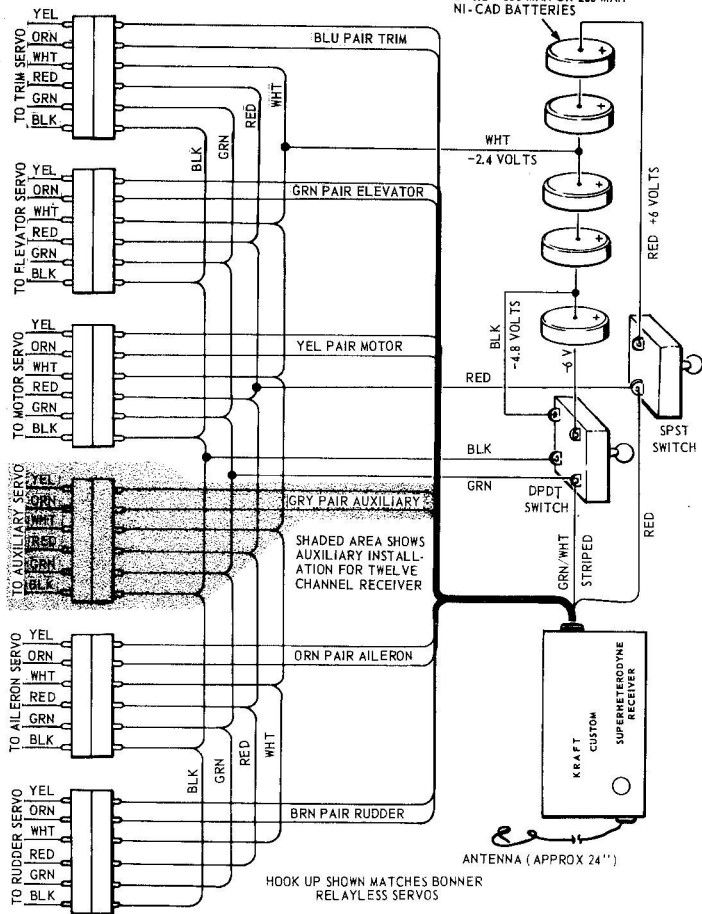 NI-CAD BATTERIES
TO TRIM SERVO
YEL
ORN
WHT
RED
GRN
BLK
BLU PAIR TRIM
WHT
RED
GRN
BLK
WHT
-2.4 VOLTS
+
+
+
+
+
RED +6 VOLTS
TO ELEVATOR SERVO
YEL
ORN
WHT
RED
GRN
BLK
GRN PAIR ELEVATOR
BLK
-4.8 VOLTS
-6 V
TO MOTOR SERVO
YEL
ORN
WHT
RED
GRN
BLK
YEL PAIR MOTOR
RED
BLK
GRN
SPST
SWITCH
DPDT
SWITCH
TO AUXILIARY SERVO
YEL
ORN
WHT
RED
GRN
BLK
GRY PAIR AUXILIARY
SHADED AREA SHOWS
AUXILIARY INSTALL-
ATION FOR TWELVE
CHANNEL RECEIVER
GRN/WHT
STRIPED
RED
TO AILERON SERVO
YEL
ORN
WHT
RED
GRN
BLK
ORN PAIR AILERON
BLK
GRN
RED
WHT
TO RUDDER SERVO
YEL
ORN
WHT
RED
GRN
BLK
BRN PAIR RUDDER
KRAFT
CUSTOM
SUPERHETERODYNE
RECEIVER
ANTENNA (APPROX 24")
HOOK UP SHOWN MATCHES BONNER
RELAYLESS SERVOS